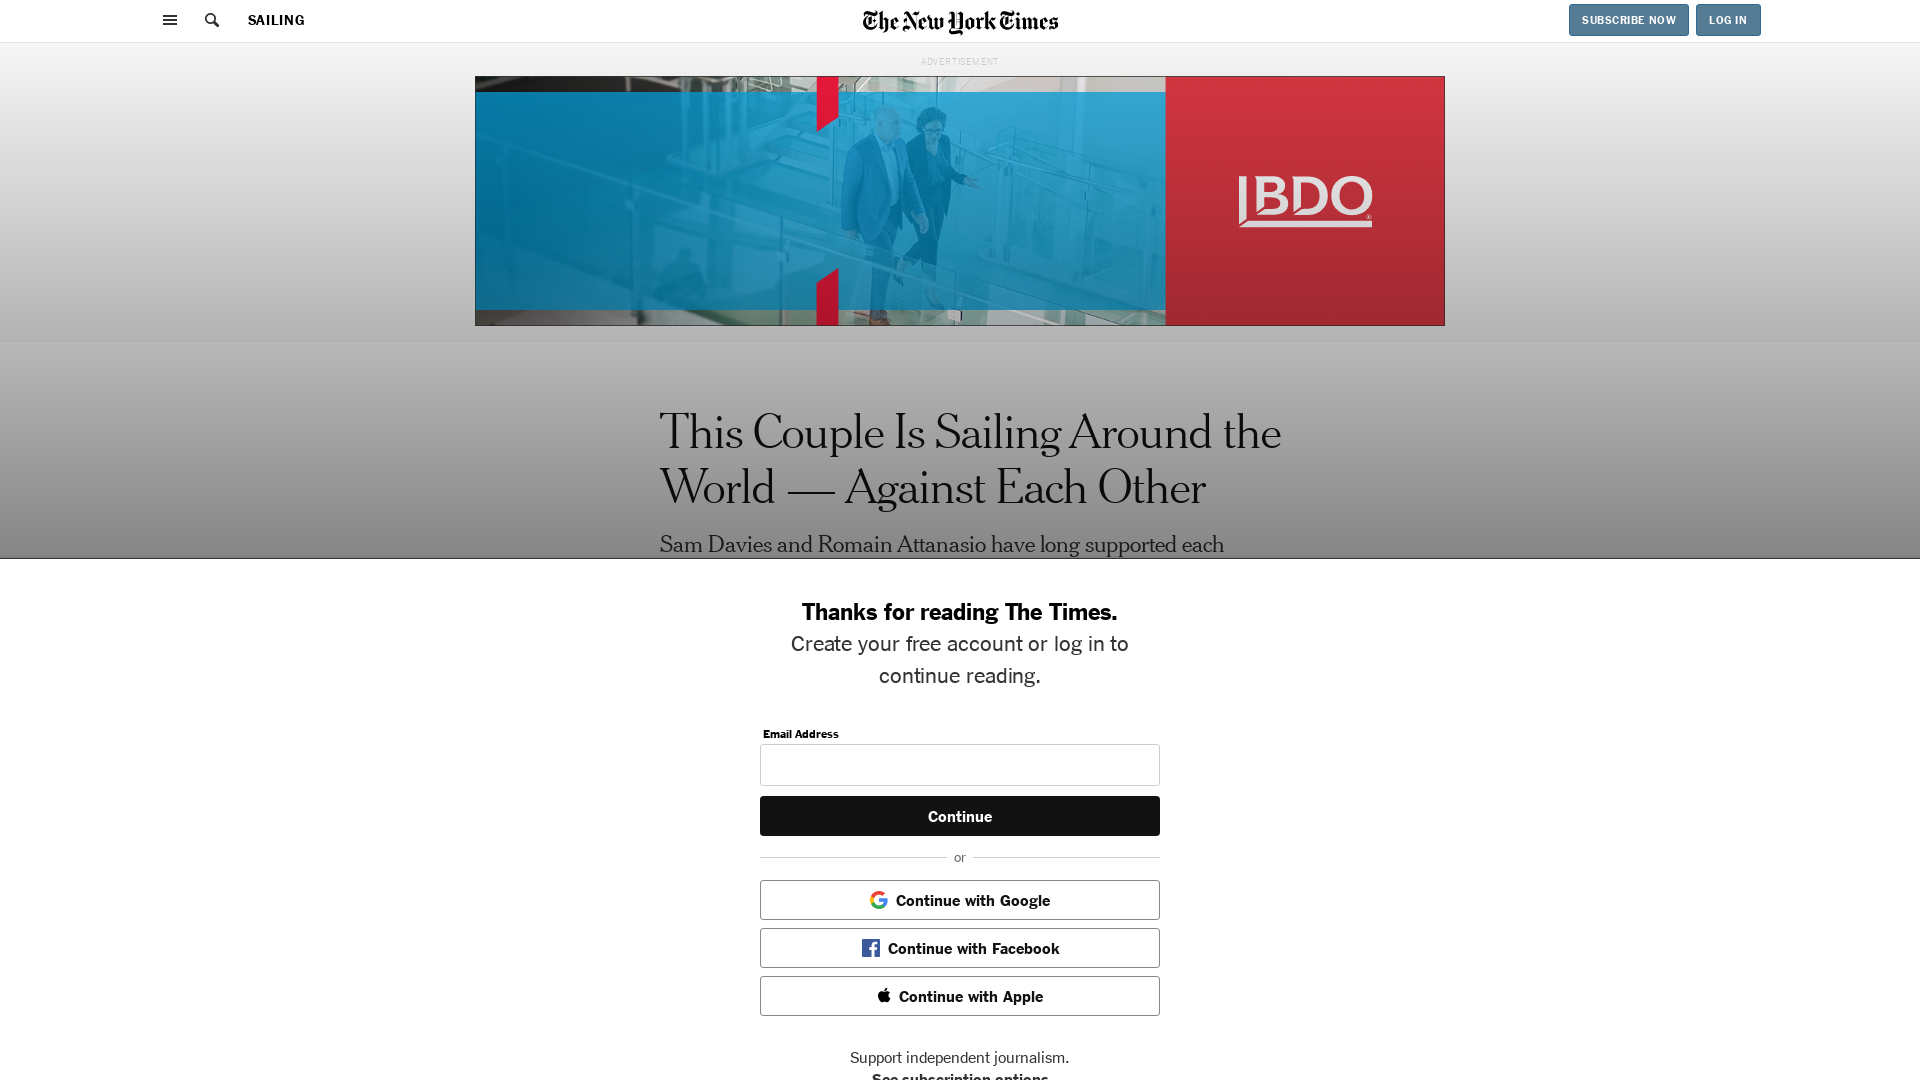 SAILING
The New York Times
SUBSCRIBE NOW
LOG IN
ADVERTISEMENT
BDO
This Couple Is Sailing Around the
World — Against Each Other
Sam Davies and Romain Attanasio have long supported each
Thanks for reading The Times.
Create your free account or log in to
continue reading.
Email Address
Continue
or
Continue with Google
Continue with Facebook
Continue with Apple
Support independent journalism.
See subscription options